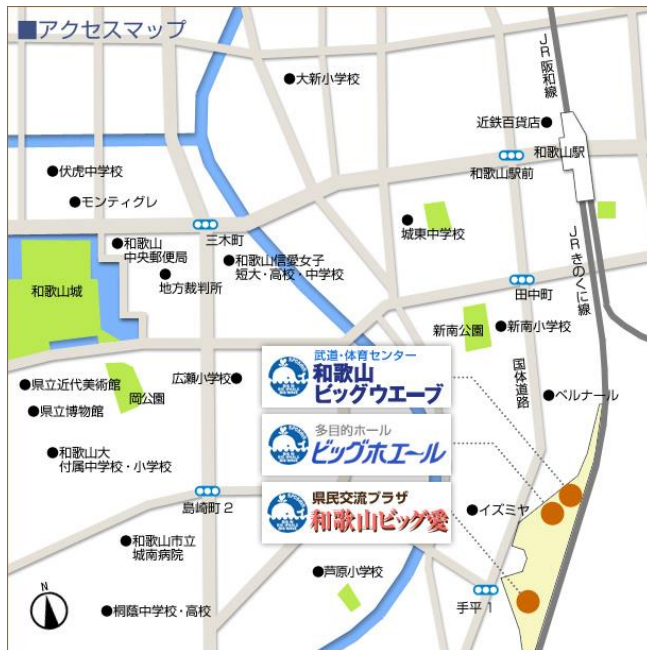 ■アクセスマップ
大新小学校
JR阪和線
近鉄百貨店
和歌山駅
和歌山駅前
伏虎中学校
モンティグレ
城東中学校
三木町
和歌山
中央郵便局
和歌山信愛女子
短大・高校・中学校
地方裁判所
JRきのくに線
和歌山城
田中町
新南公園
新南小学校
国体道路
武道・体育センター
和歌山
ビッグウエーブ
県立近代美術館
岡公園
広瀬小学校
ベルナール
県立博物館
多目的ホール
ビッグホエール
和歌山大
付属中学校・小学校
県民交流プラザ
和歌山ビッグ愛
島崎町2
イズミヤ
和歌山市立
城南病院
芦原小学校
手平1
N
桐蔭中学校・高校